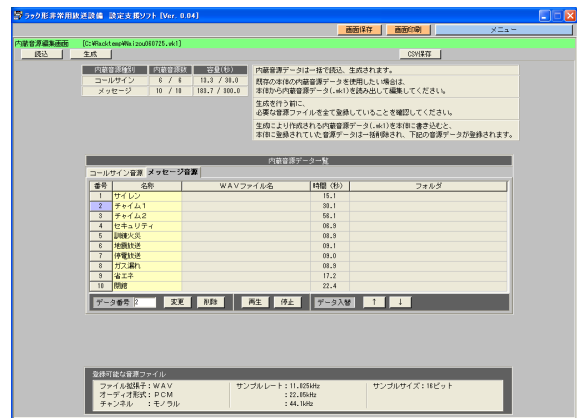 ラック形非常用放送設備 設定支援ソフト [Ver. 0.04]
画面保存 画面印刷 メニュー
内蔵音源編集画面 [C:¥Racktemp¥Naizou060725.wk1]
読込 生成 CSV保存
内蔵音源種別 内蔵音源数 容量(秒)
コールサイン 6 / 6 13.3 / 30.0
メッセージ 10 / 10 183.7 / 300.0
内蔵音源データは一括で読込、生成されます。
既存の本体の内蔵音源データを使用したい場合は、
本体から内蔵音源データ(.wk1)を読み出して編集してください。
生成を行う前に、
必要な音源ファイルを全て登録していることを確認してください。
生成により作成される内蔵音源データ(.wk1)を本体に書き込むと、
本体に登録されていた音源データは一括削除され、下記の音源データが登録されます。
内蔵音源データ一覧
コールサイン音源 メッセージ音源
番号 名称 WAVファイル名 時間 (秒) フォルダ
1 サイレン 15.1
2 チャイム1 30.1
3 チャイム2 56.1
4 セキュリティ 06.9
5 訓練火災 08.9
6 地震放送 09.1
7 停電放送 09.0
8 ガス漏れ 08.9
9 省エネ 17.2
10 閉館 22.4
データ番号 2 変更 削除 再生 停止 データ入替 ↑ ↓
登録可能な音源ファイル
ファイル拡張子：WAV サンプルレート：11.025kHz サンプルサイズ：16ビット
オーディオ形式：PCM ：22.05kHz
チャンネル ：モノラル ：44.1kHz